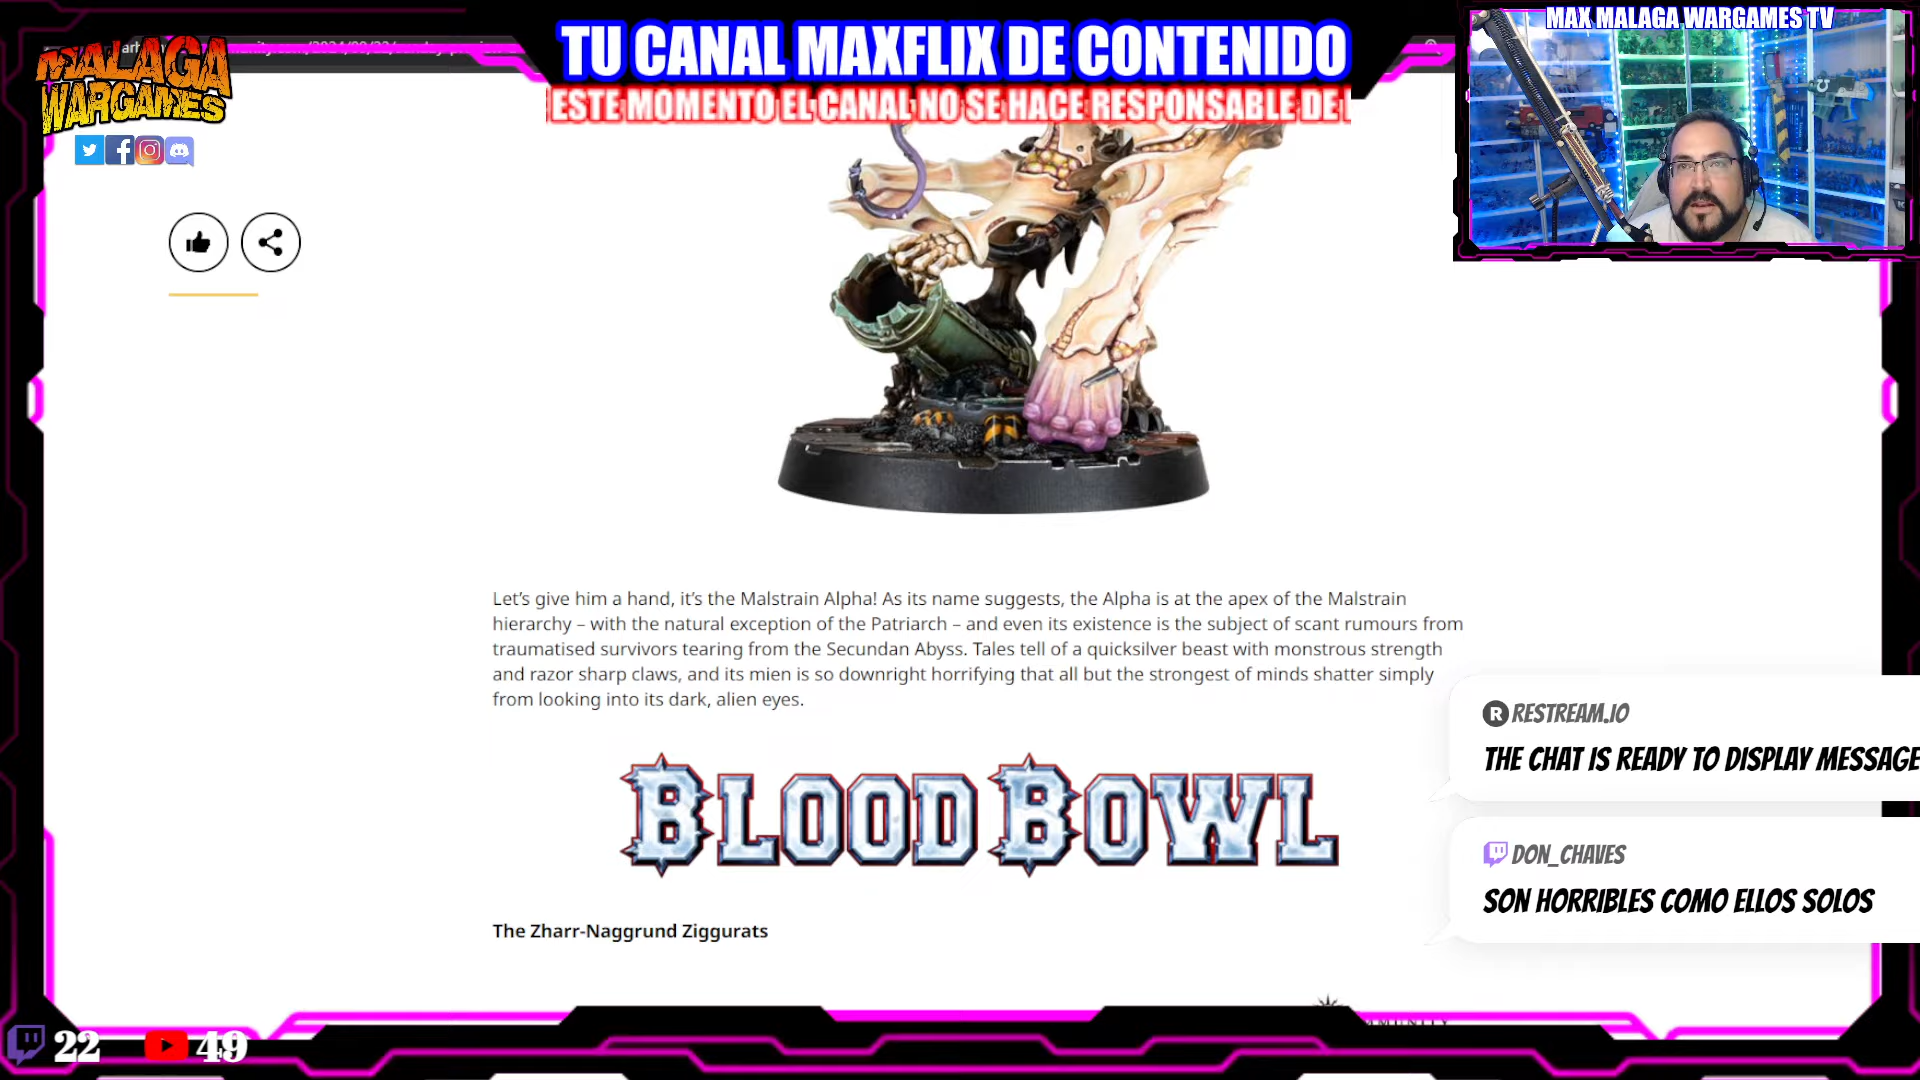 TU CANAL MAXFLIX DE CONTENIDO
MAX MALAGA WARGAMES TV
MALAGA
WARGAMES
ESTE MOMENTO EL CANAL NO SE HACE RESPONSABLE DE
Let’s give him a hand, it’s the Malstrain Alpha! As its name suggests, the Alpha is at the apex of the Malstrain
hierarchy – with the natural exception of the Patriarch – and even its existence is the subject of scant rumours from
traumatised survivors tearing from the Secundan Abyss. Tales tell of a quicksilver beast with monstrous strength
and razor sharp claws, and its mien is so downright horrifying that all but the strongest of minds shatter simply
from looking into its dark, alien eyes.
RESTREAM.IO
THE CHAT IS READY TO DISPLAY MESSAGE
BLOOD BOWL
DON_CHAVES
SON HORRIBLES COMO ELLOS SOLOS
The Zharr-Naggrund Ziggurats
22
49